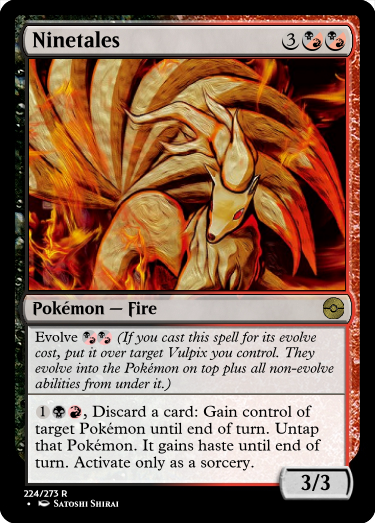 Ninetales 3
Pokémon — Fire
Evolve (If you cast this spell for its evolve
cost, put it over target Vulpix you control. They
evolve into the Pokémon on top plus all non-evolve
abilities from under it.)
1, Discard a card: Gain control of
target Pokémon until end of turn. Untap
that Pokémon. It gains haste until end of
turn. Activate only as a sorcery.
3/3
224/273 R
• Satoshi Shirai